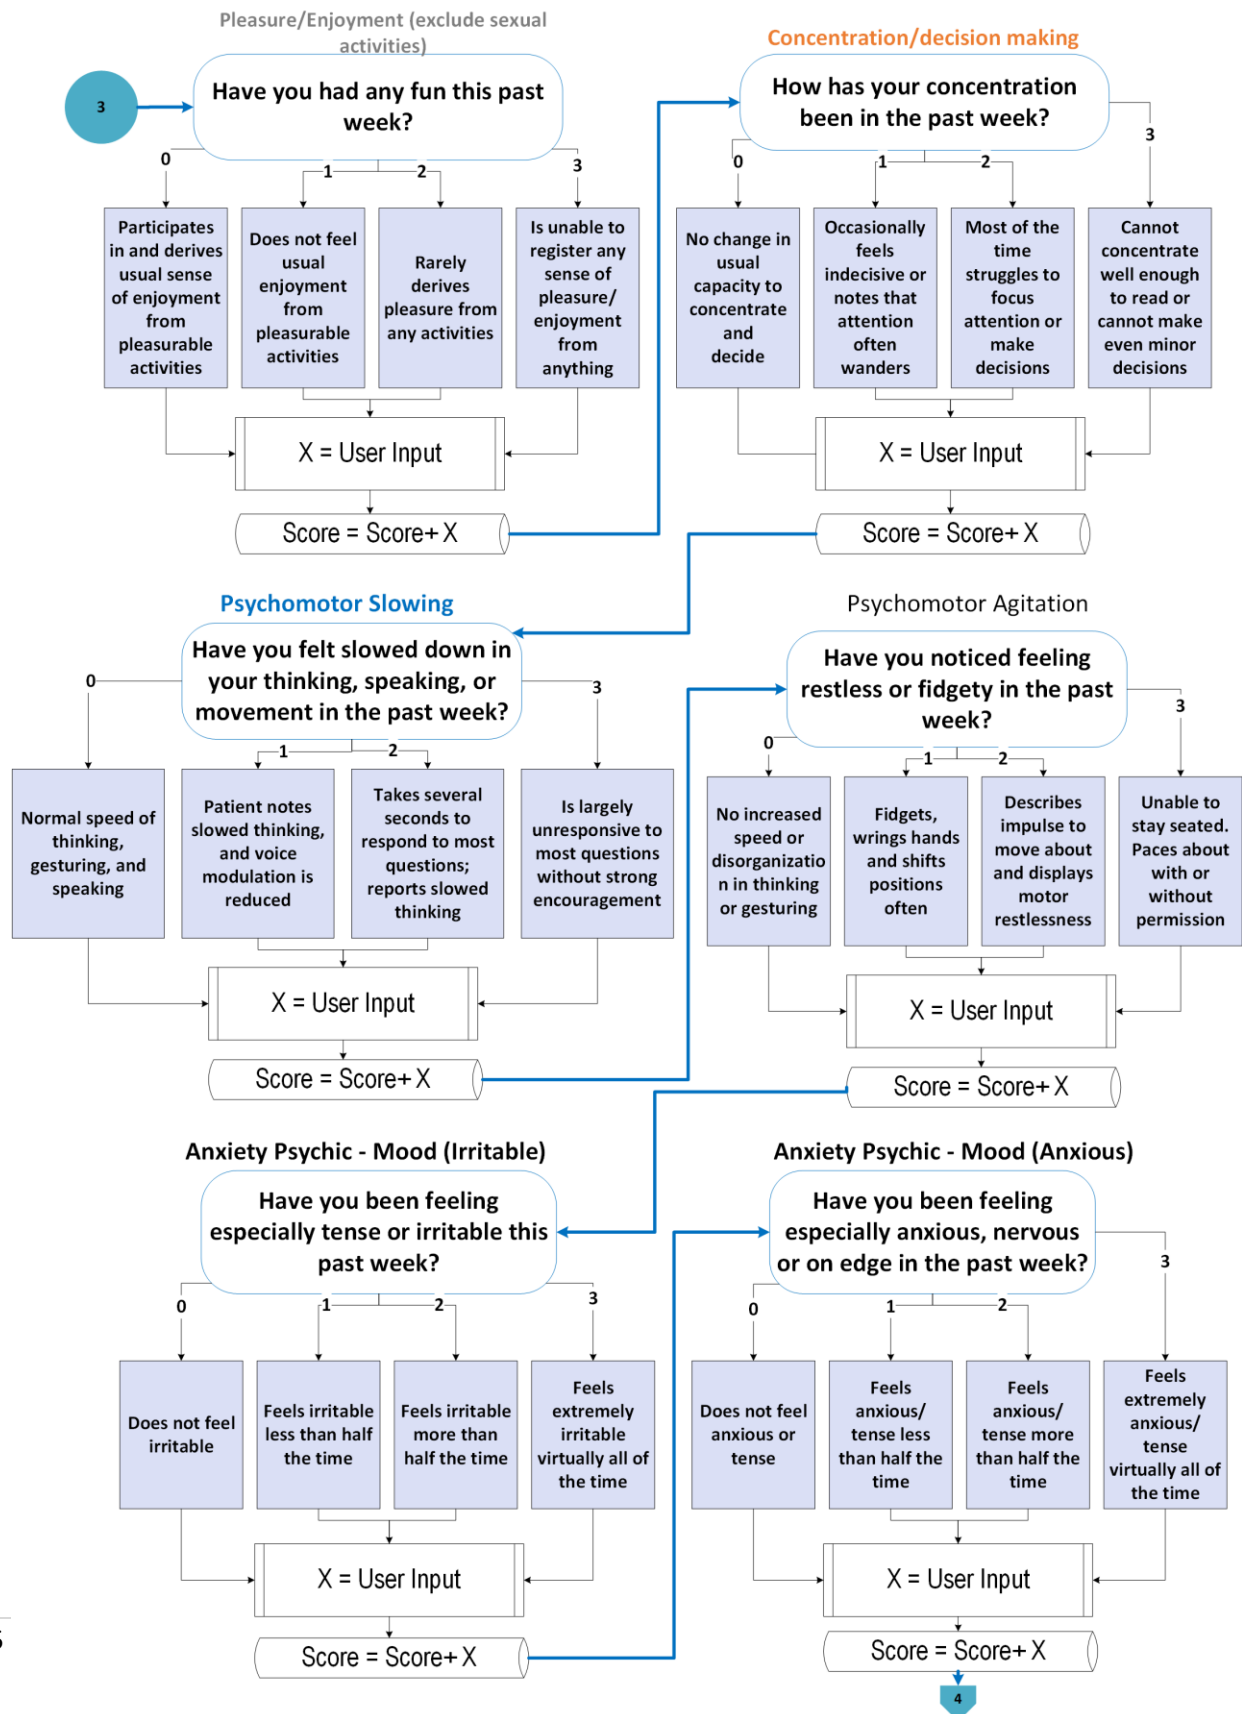 Pleasure/Enjoyment (exclude sexual
activities)
3
Have you had any fun this past
week?
0
1
2
3
Participates
in and derives
usual sense
of enjoyment
from
pleasurable
activities
Does not feel
usual
enjoyment
from
pleasurable
activities
Rarely
derives
pleasure from
any activities
Is unable to
register any
sense of
pleasure/
enjoyment
from
anything
X = User Input
Score = Score+ X
Concentration/decision making
How has your concentration
been in the past week?
0
1
2
3
No change in
usual
capacity to
concentrate
and
decide
Occasionally
feels
indecisive or
notes that
attention
often
wanders
Most of the
time
struggles to
focus
attention or
make
decisions
Cannot
concentrate
well enough
to read or
cannot make
even minor
decisions
X = User Input
Score = Score+ X
Psychomotor Slowing
Have you felt slowed down in
your thinking, speaking, or
movement in the past week?
0
1
2
3
Normal speed of
thinking,
gesturing, and
speaking
Patient notes
slowed thinking,
and voice
modulation is
reduced
Takes several
seconds to
respond to most
questions;
reports slowed
thinking
Is largely
unresponsive to
most questions
without strong
encouragement
X = User Input
Score = Score+ X
Psychomotor Agitation
Have you noticed feeling
restless or fidgety in the past
week?
0
1
2
3
No increased
speed or
disorganizatio
n in thinking
or gesturing
Fidgets,
wrings hands
and shifts
positions
often
Describes
impulse to
move about
and displays
motor
restlessness
Unable to
stay seated.
Paces about
with or
without
permission
X = User Input
Score = Score+ X
Anxiety Psychic - Mood (Irritable)
Have you been feeling
especially tense or irritable this
past week?
0
1
2
3
Does not feel
irritable
Feels irritable
less than half
the time
Feels irritable
more than
half the time
Feels
extremely
irritable
virtually all of
the time
X = User Input
Score = Score+ X
Anxiety Psychic - Mood (Anxious)
Have you been feeling
especially anxious, nervous
or on edge in the past week?
0
1
2
3
Does not feel
anxious or
tense
Feels
anxious/
tense less
than half the
time
Feels
anxious/
tense more
than half the
time
Feels
extremely
anxious/
tense
virtually all of
the time
X = User Input
Score = Score+ X
4